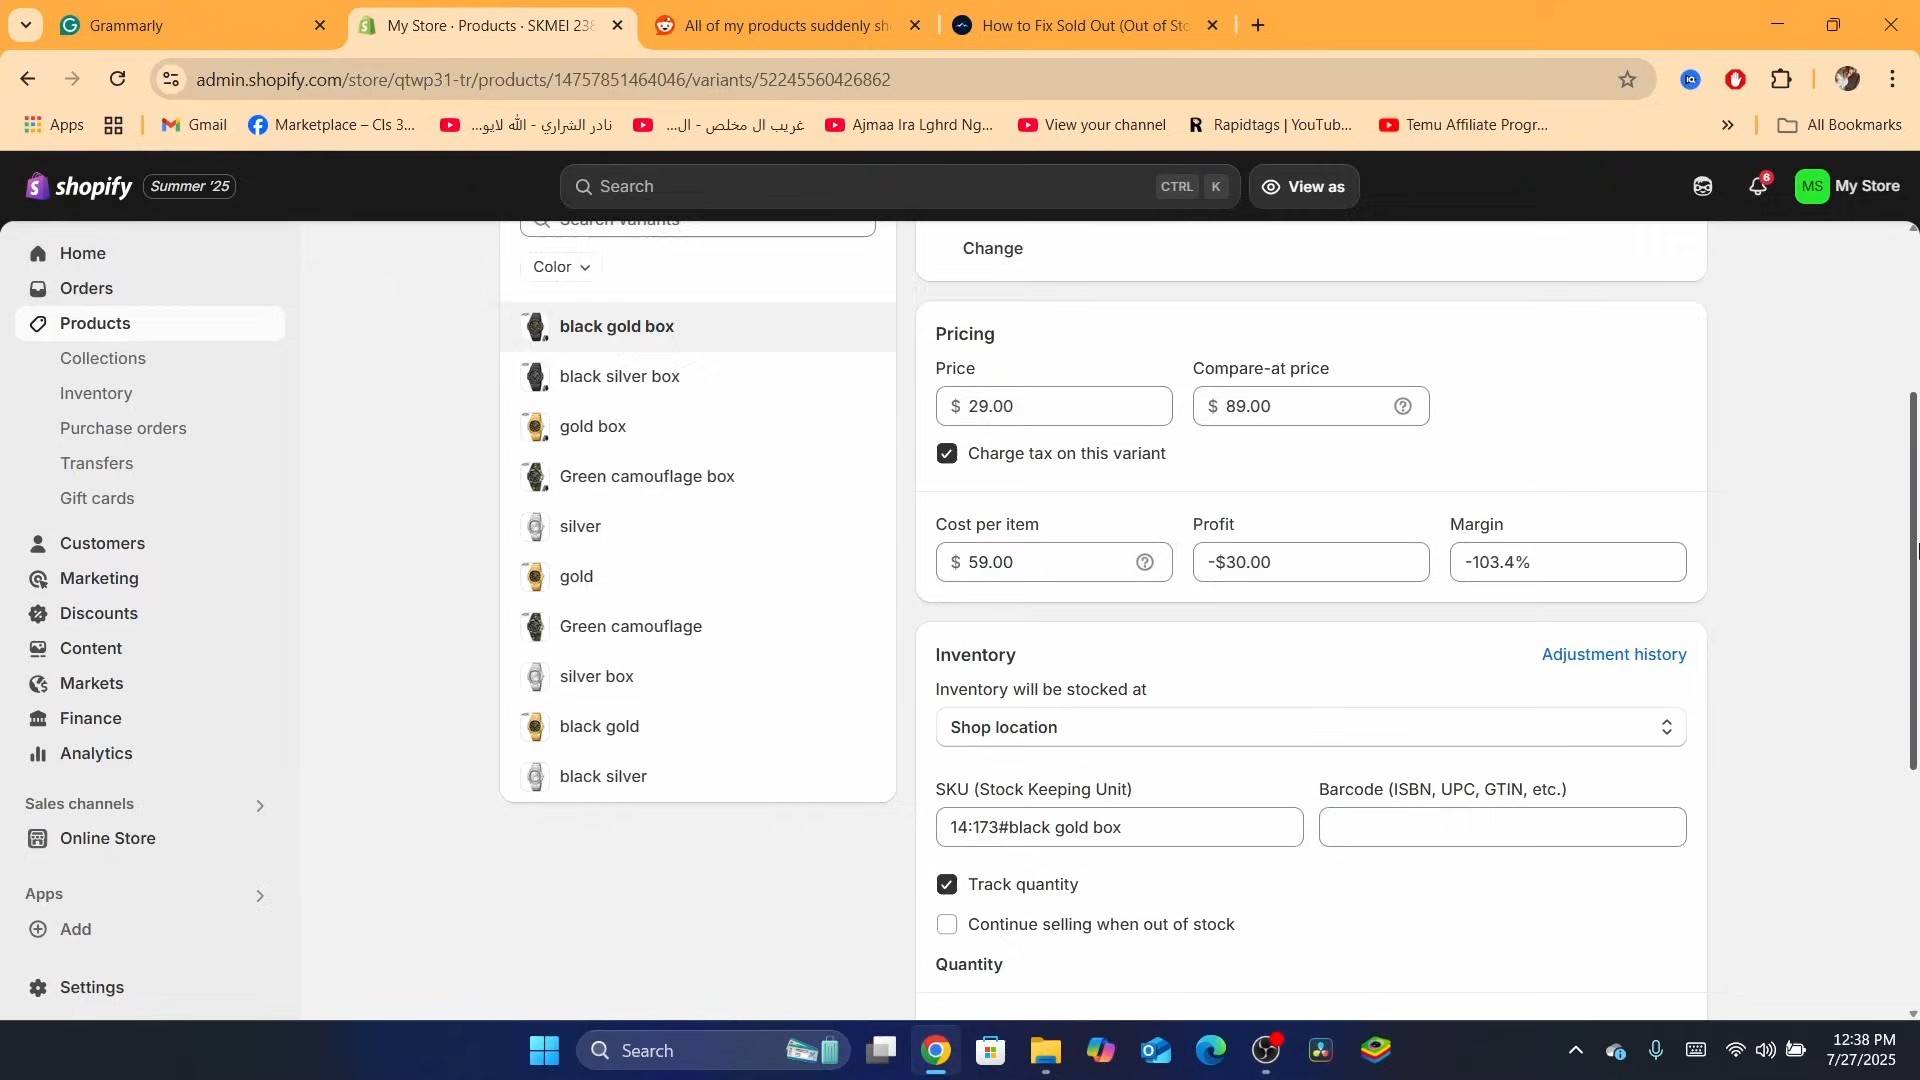 Grammarly
My Store · Products · SKMEI 238
All of my products suddenly sh
How to Fix Sold Out (Out of Sto
admin.shopify.com/store/qtwp31-tr/products/14757851464046/variants/52245560426862
Apps
Gmail
Marketplace – Cls 3...
نادر الشراري - الله لايو...
غريب ال مخلص - ال...
Ajmaa Ira Lghrd Ng...
View your channel
R Rapidtags | YouTub...
Temu Affiliate Progr...
All Bookmarks
shopify
Summer '25
Search
CTRL K
View as
6
MS
My Store
Home
Orders
Products
Collections
Inventory
Purchase orders
Transfers
Gift cards
Customers
Marketing
Discounts
Content
Markets
Finance
Analytics
Sales channels
Online Store
Apps
Add
Settings
Search variants
Color
black gold box
black silver box
gold box
Green camouflage box
silver
gold
Green camouflage
silver box
black gold
black silver
Change
Pricing
Price
Compare-at price
$ 29.00
$ 89.00
Charge tax on this variant
Cost per item
Profit
Margin
$ 59.00
-$30.00
-103.4%
Inventory
Adjustment history
Inventory will be stocked at
Shop location
SKU (Stock Keeping Unit)
Barcode (ISBN, UPC, GTIN, etc.)
14:173#black gold box
Track quantity
Continue selling when out of stock
Quantity
Search
12:38 PM
7/27/2025